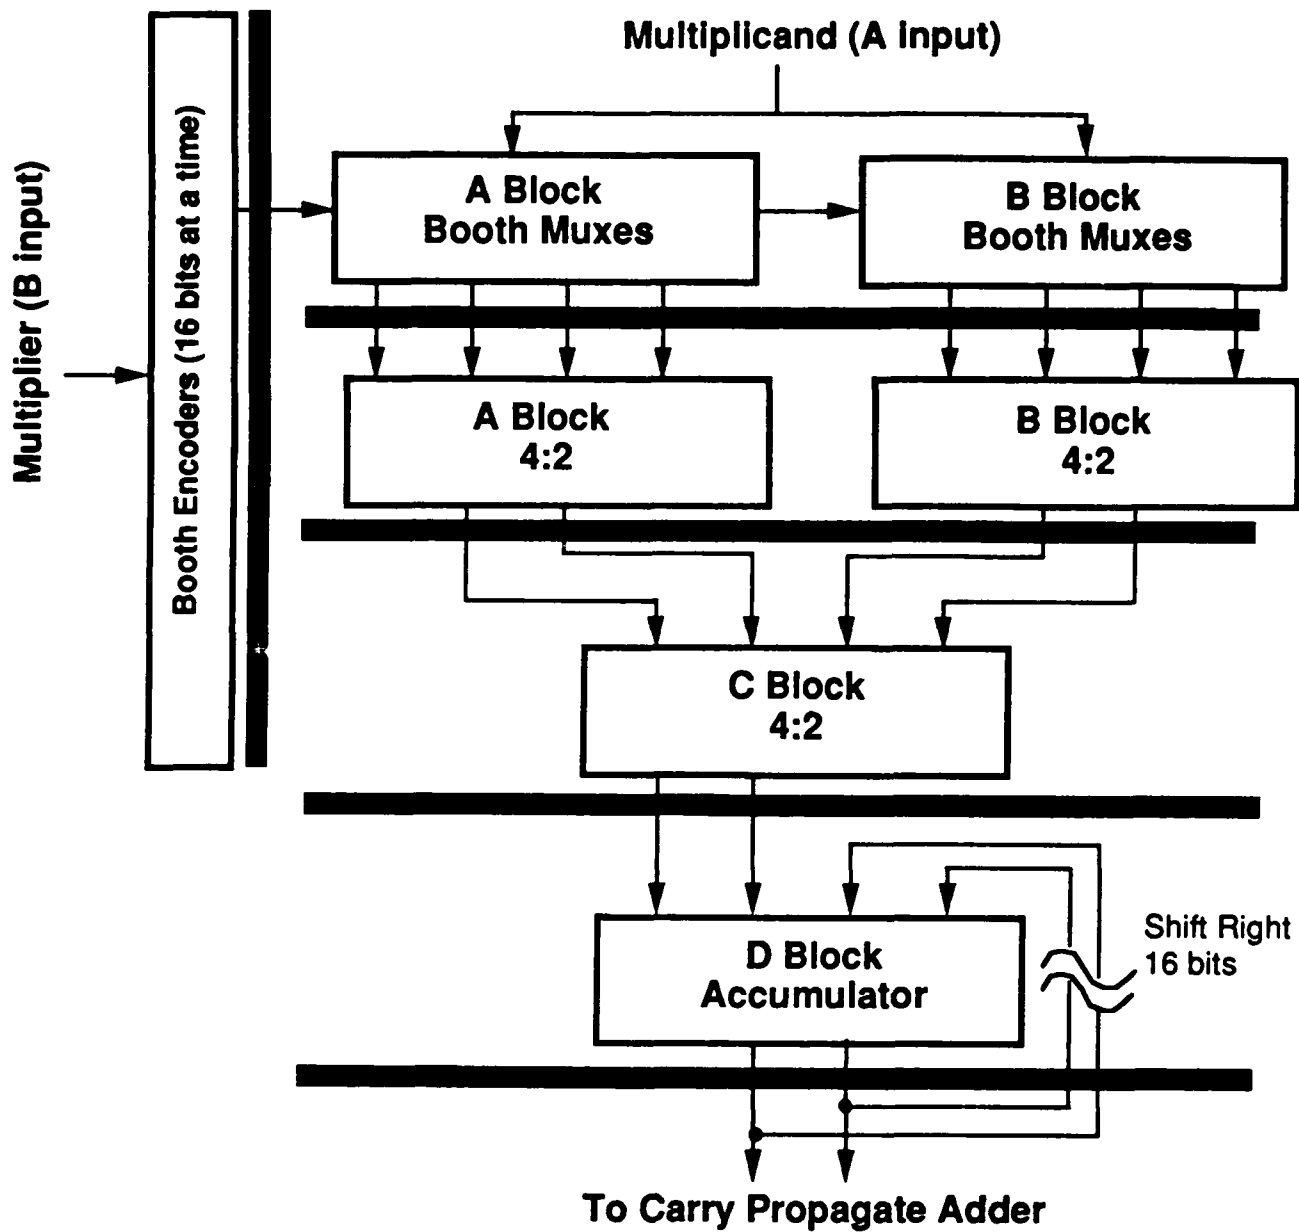 Multiplicand (A input)
Multiplier (B input)
Booth Encoders (16 bits at a time)
A Block
Booth Muxes
B Block
Booth Muxes
A Block
4:2
B Block
4:2
C Block
4:2
D Block
Accumulator
Shift Right
16 bits
To Carry Propagate Adder